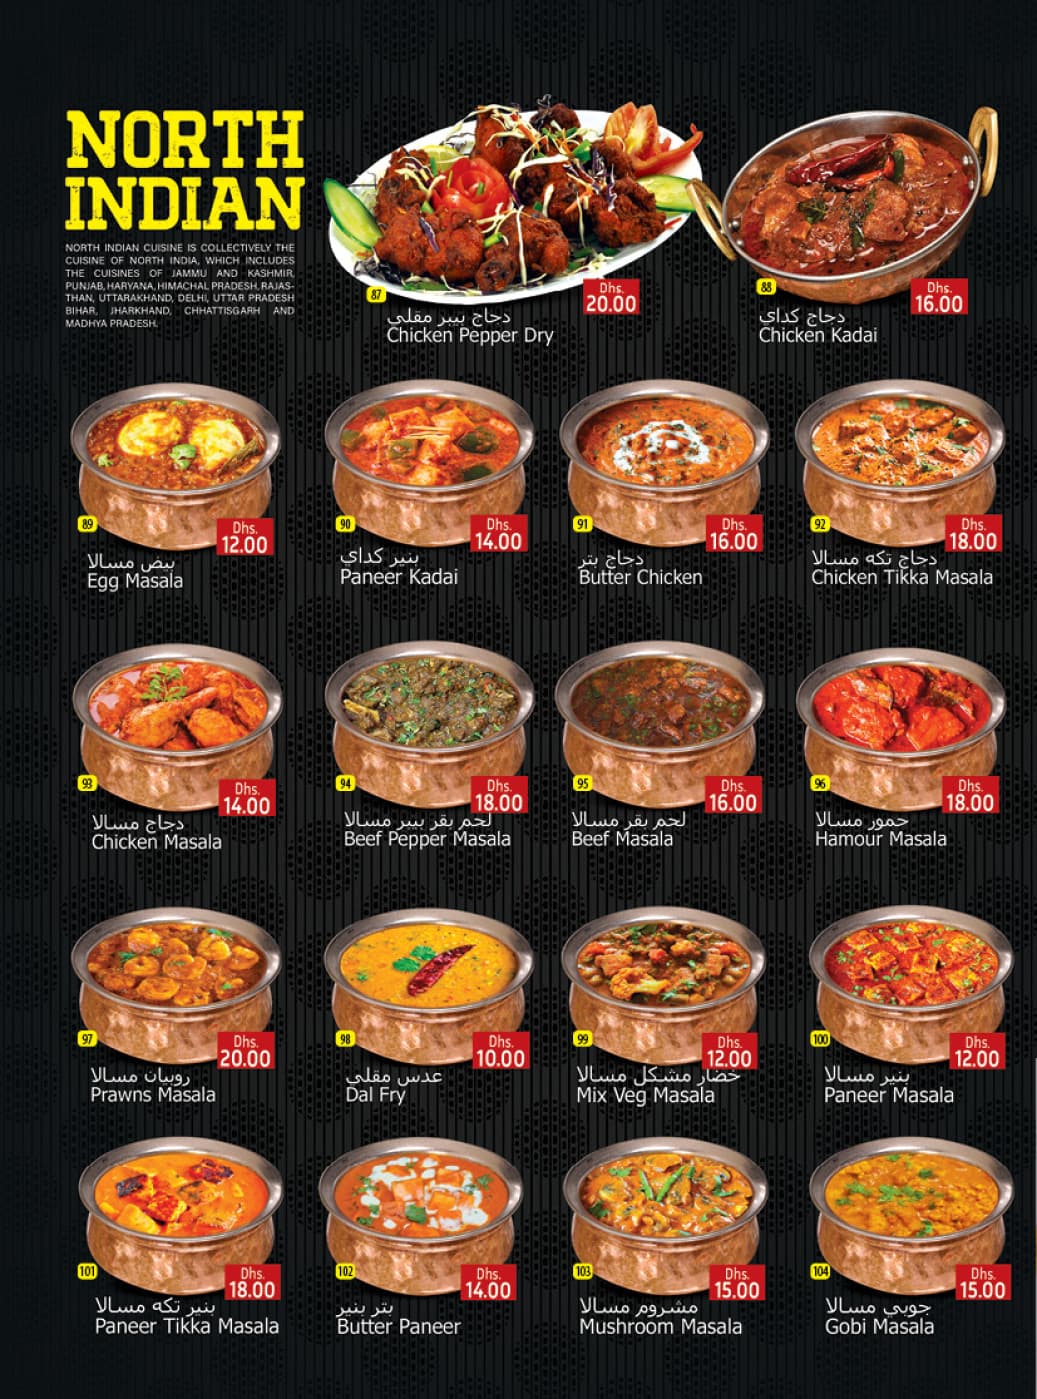 NORTH
INDIAN
NORTH INDIAN CUISINE IS COLLECTIVELY THE
CUISINE OF NORTH INDIA, WHICH INCLUDES
THE CUISINES OF JAMMU AND KASHMIR,
PUNJAB, HARYANA, HIMACHAL PRADESH, RAJAS-
THAN, UTTARAKHAND, DELHI, UTTAR PRADESH
BIHAR, JHARKHAND, CHHATTISGARH AND
MADHYA PRADESH.
87
Dhs.
20.00
دجاج بيبر مقلي
Chicken Pepper Dry
88
Dhs.
16.00
دجاج كداي
Chicken Kadai
89
Dhs.
12.00
بيض مسالا
Egg Masala
90
Dhs.
14.00
بنير كداي
Paneer Kadai
91
Dhs.
16.00
دجاج بتر
Butter Chicken
92
Dhs.
18.00
دجاج تكه مسالا
Chicken Tikka Masala
93
Dhs.
14.00
دجاج مسالا
Chicken Masala
94
Dhs.
18.00
لحم بقر بيبر مسالا
Beef Pepper Masala
95
Dhs.
16.00
لحم بقر مسالا
Beef Masala
96
Dhs.
18.00
حمور مسالا
Hamour Masala
97
Dhs.
20.00
روبيان مسالا
Prawns Masala
98
Dhs.
10.00
عدس مقلي
Dal Fry
99
Dhs.
12.00
خضار مشكل مسالا
Mix Veg Masala
100
Dhs.
12.00
بنير مسالا
Paneer Masala
101
Dhs.
18.00
بنير تكه مسالا
Paneer Tikka Masala
102
Dhs.
14.00
بتر بنير
Butter Paneer
103
Dhs.
15.00
مشروم مسالا
Mushroom Masala
104
Dhs.
15.00
جوبي مسالا
Gobi Masala